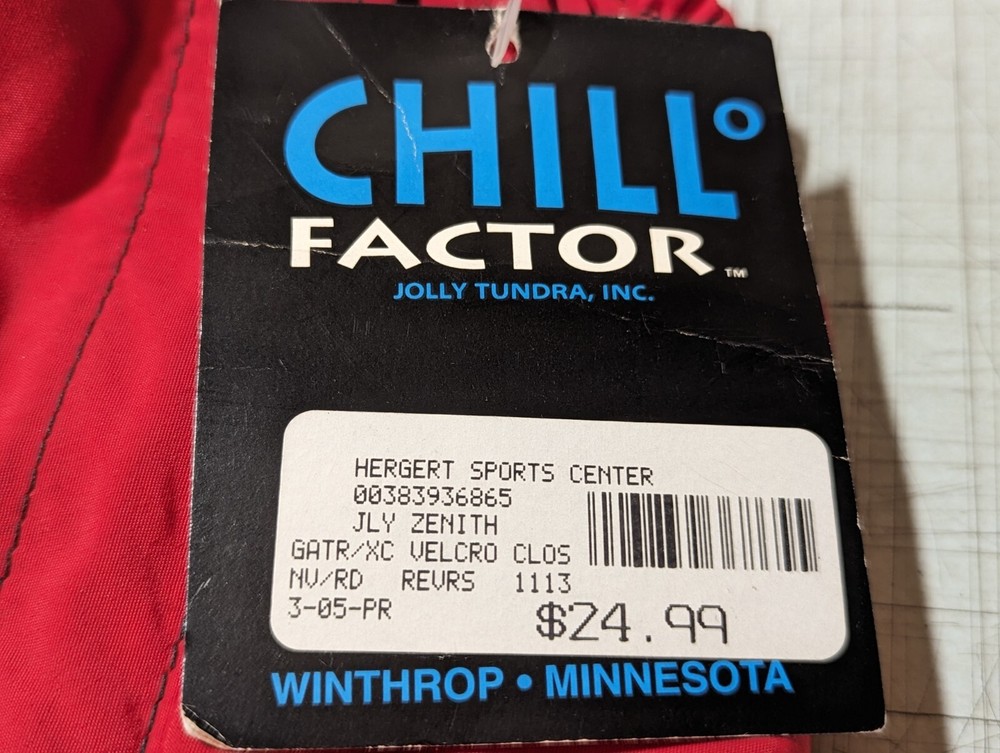 CHILL°
FACTOR™
JOLLY TUNDRA, INC.
HERGERT SPORTS CENTER
00383936865
JLY ZENITH
GATR/XC VELCRO CLOS
NV/RD REVRS 1113
3-05-PR
$24.99
WINTHROP • MINNESOTA